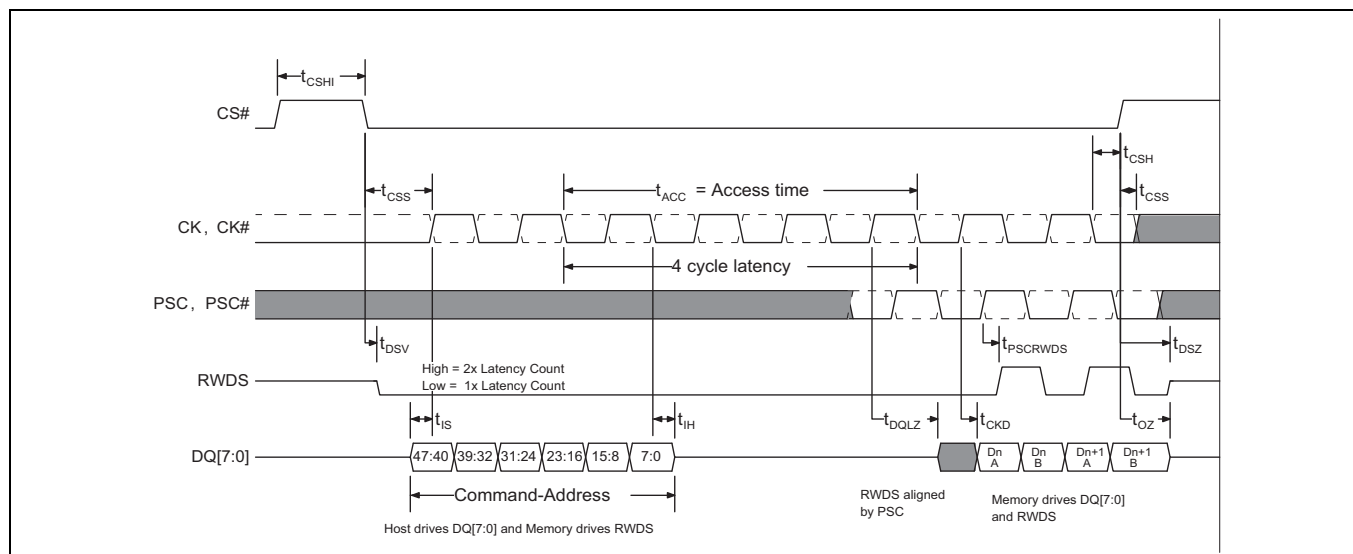 tCSHI
CS#
tCSH
tCSS
tACC = Access time
tCSS
CK, CK#
4 cycle latency
PSC, PSC#
tDSV
tPSCRWDS
tDSZ
High = 2x Latency Count
Low = 1x Latency Count
RWDS
tIS
tIH
tDQLZ
tCKD
tOZ
DQ[7:0]
47:40 39:32 31:24 23:16 15:8 7:0
Dn A
Dn B
Dn+1 A
Dn+1 B
Command-Address
RWDS aligned
by PSC
Memory drives DQ[7:0]
and RWDS
Host drives DQ[7:0] and Memory drives RWDS